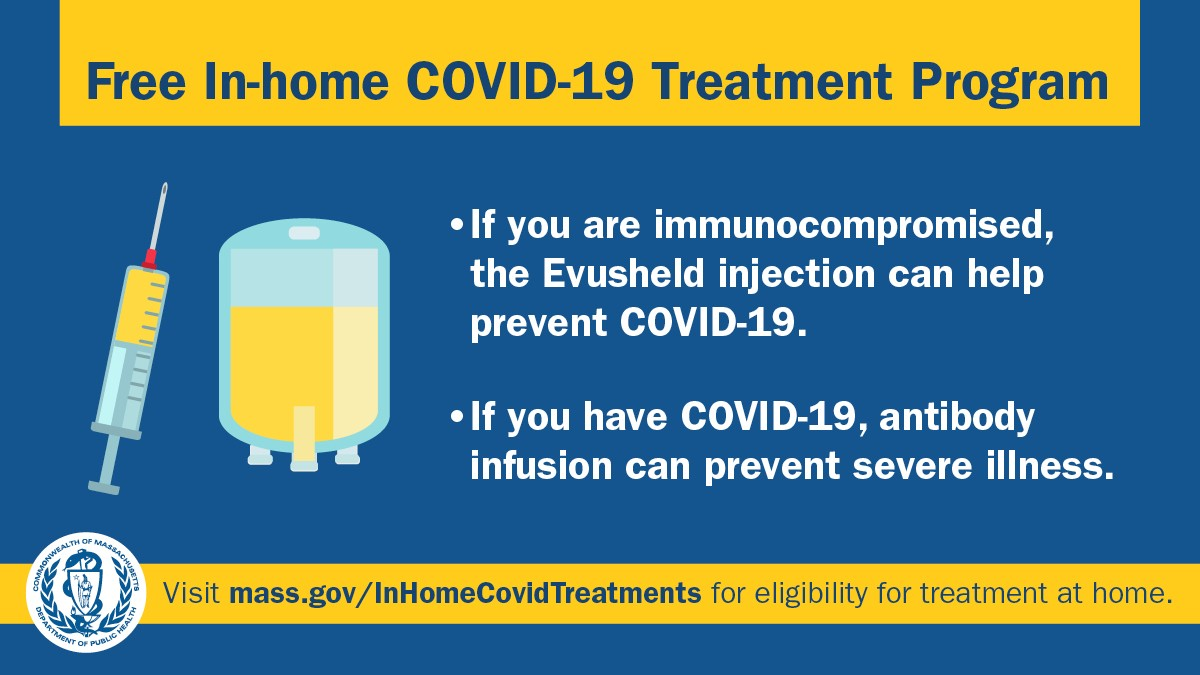 Free In-home COVID-19 Treatment Program
•If you are immunocompromised,
the Evusheld injection can help
prevent COVID-19.
•If you have COVID-19, antibody
infusion can prevent severe illness.
COMMONWEALTH OF MASSACHUSETTS
DEPARTMENT OF PUBLIC HEALTH
Visit mass.gov/InHomeCovidTreatments for eligibility for treatment at home.